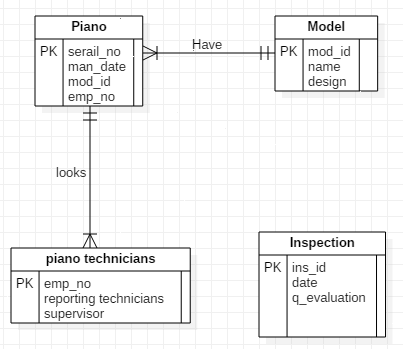 Piano
PK serail_no
man_date
mod_id
emp_no
Have
Model
PK mod_id
name
design
looks
piano technicians
PK emp_no
reporting technicians
supervisor
Inspection
PK ins_id
date
q_evaluation